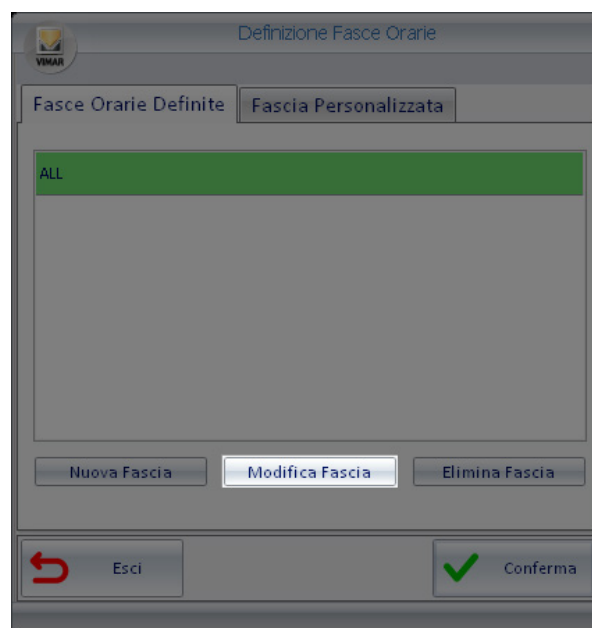 Definizione Fasce Orarie
VIMAR
Fasce Orarie Definite Fascia Personalizzata
ALL
Nuova Fascia Modifica Fascia Elimina Fascia
Esci Conferma